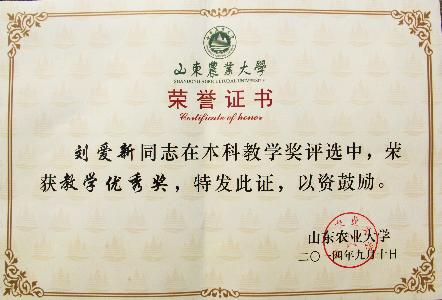 山東農業大學
SHANDONG AGRICULTURAL UNIVERSITY
荣誉证书
Certificate of honor
刘爱新同志在本科教学奖评选中，荣
获教学优秀奖，特发此证，以资鼓励。
山东农业大学
二〇一四年九月十日